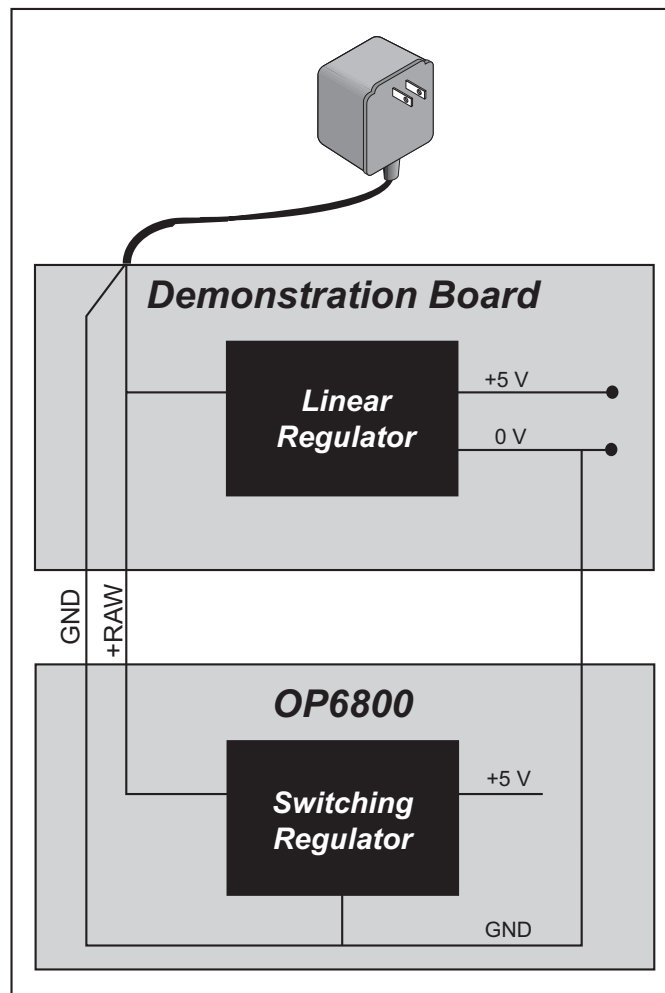 Demonstration Board
Linear
Regulator
+5 V
0 V
GND
+RAW
OP6800
Switching
Regulator
+5 V
GND